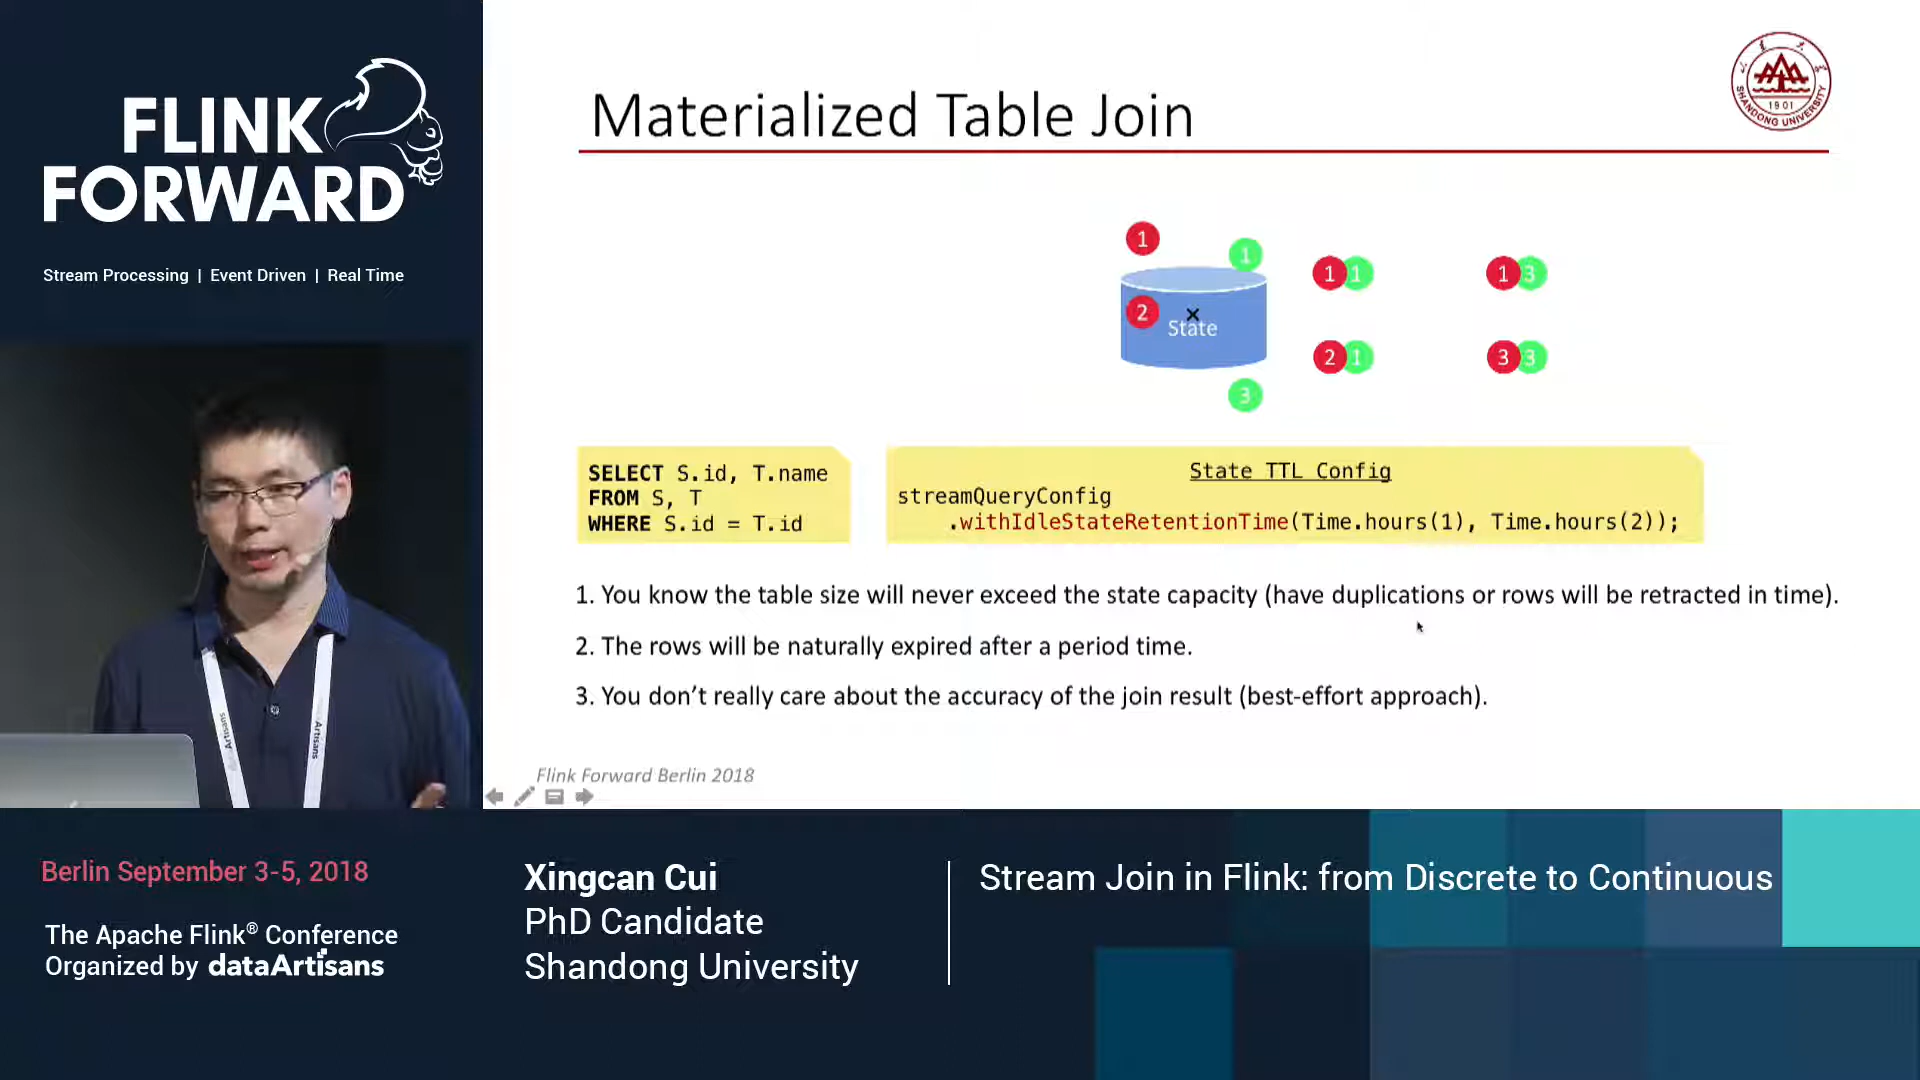 FLINK
FORWARD
Stream Processing | Event Driven | Real Time
Materialized Table Join
SHANDONG UNIVERSITY
1901
1
1
2
State
3
1 1
1 3
2 1
3 3
SELECT S.id, T.name
FROM S, T
WHERE S.id = T.id
State TTL Config
streamQueryConfig
.withIdleStateRetentionTime(Time.hours(1), Time.hours(2));
1. You know the table size will never exceed the state capacity (have duplications or rows will be retracted in time).
2. The rows will be naturally expired after a period time.
3. You don’t really care about the accuracy of the join result (best-effort approach).
Flink Forward Berlin 2018
Artisans
Artisans
Berlin September 3-5, 2018
The Apache Flink® Conference
Organized by dataArtisans
Xingcan Cui
PhD Candidate
Shandong University
Stream Join in Flink: from Discrete to Continuous